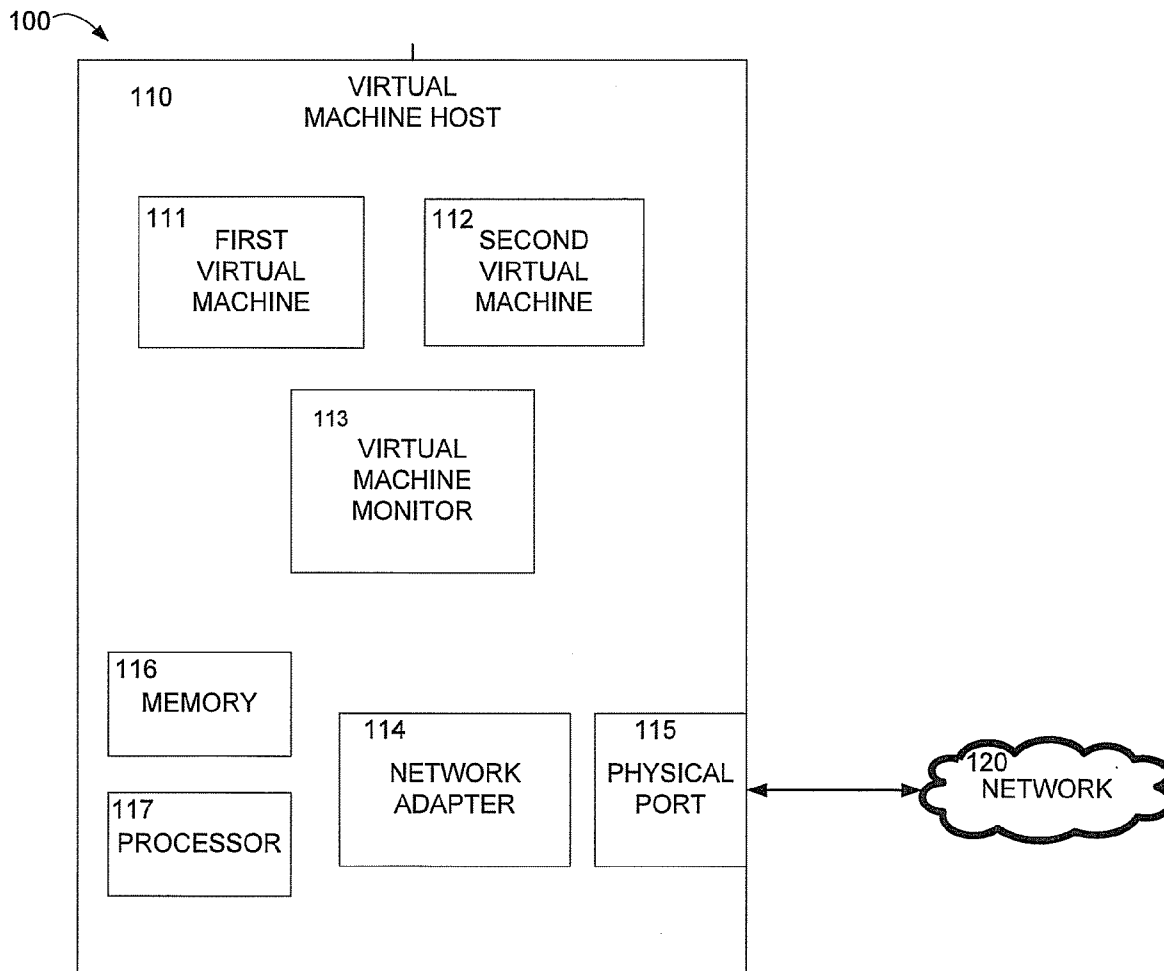 100
110
VIRTUAL
MACHINE HOST
111
FIRST
VIRTUAL
MACHINE
112
SECOND
VIRTUAL
MACHINE
113
VIRTUAL
MACHINE
MONITOR
116
MEMORY
114
NETWORK
ADAPTER
115
PHYSICAL
PORT
120
NETWORK
117
PROCESSOR